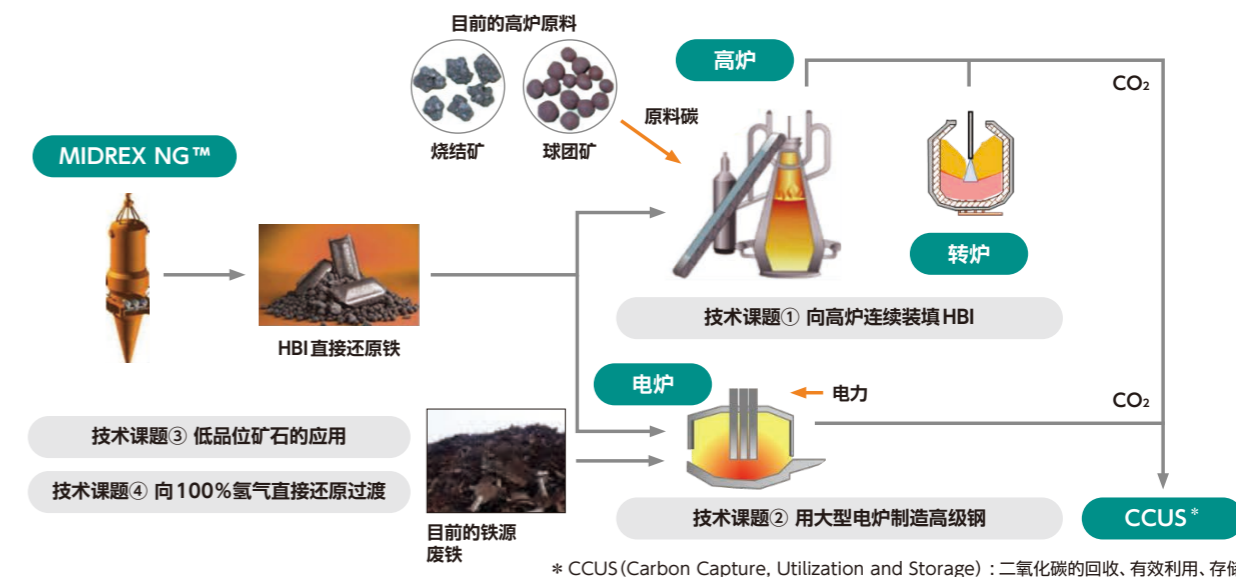 目前的高炉原料
高炉
CO₂
原料碳
烧结矿
球团矿
MIDREX NG™
转炉
技术课题① 向高炉连续装填HBI
HBI直接还原铁
电炉
电力
CO₂
技术课题③ 低品位矿石的应用
技术课题④ 向100%氢气直接还原过渡
技术课题② 用大型电炉制造高级钢
CCUS*
目前的铁源
废铁
* CCUS(Carbon Capture, Utilization and Storage) : 二氧化碳的回收、有效利用、存储